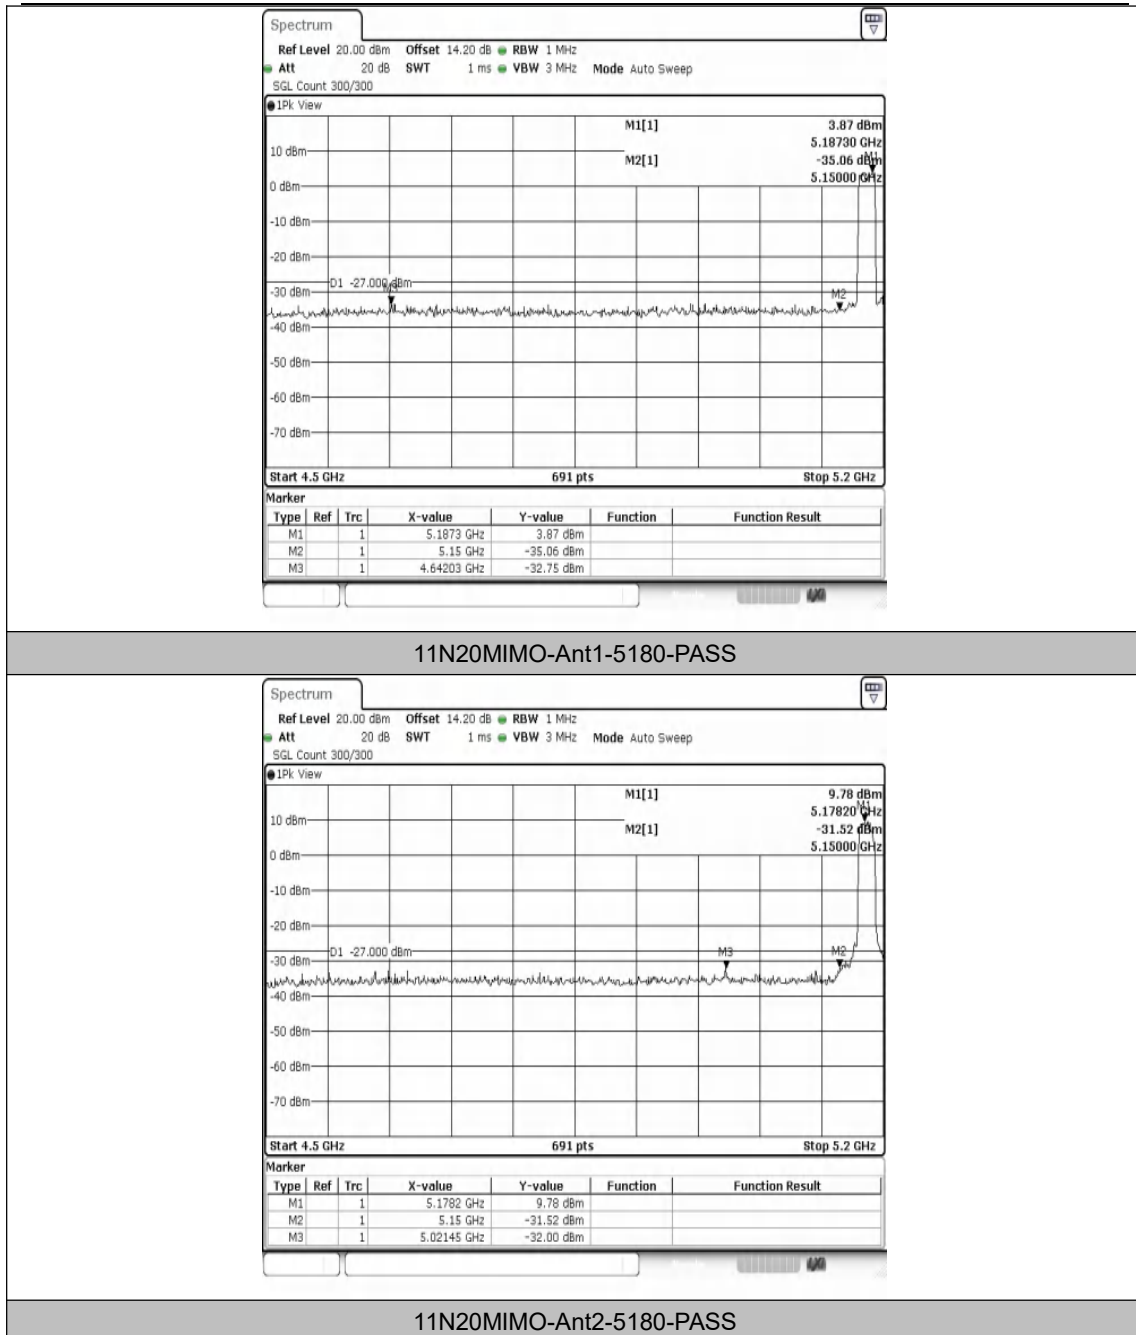 Spectrum
Ref Level 20.00 dBm Offset 14.20 dB RBW 1 MHz
Att 20 dB SWT 1 ms VBW 3 MHz Mode Auto Sweep
SGL Count 300/300
1Pk View
M1[1] 3.87 dBm
5.18730 GHz
10 dBm
M2[1] -35.06 dBm
M1
5.15000 GHz
0 dBm
-10 dBm
-20 dBm
D1 -27.000 dBm
M3
-30 dBm
M2
-40 dBm
-50 dBm
-60 dBm
-70 dBm
Start 4.5 GHz 691 pts Stop 5.2 GHz
Marker
Type Ref Trc X-value Y-value Function Function Result
M1 1 5.1873 GHz 3.87 dBm
M2 1 5.15 GHz -35.06 dBm
M3 1 4.64203 GHz -32.75 dBm
11N20MIMO-Ant1-5180-PASS
Spectrum
Ref Level 20.00 dBm Offset 14.20 dB RBW 1 MHz
Att 20 dB SWT 1 ms VBW 3 MHz Mode Auto Sweep
SGL Count 300/300
1Pk View
M1[1] 9.78 dBm
M1
5.17820 GHz
10 dBm
M2[1] -31.52 dBm
5.15000 GHz
0 dBm
-10 dBm
-20 dBm
D1 -27.000 dBm
M3
M2
-30 dBm
-40 dBm
-50 dBm
-60 dBm
-70 dBm
Start 4.5 GHz 691 pts Stop 5.2 GHz
Marker
Type Ref Trc X-value Y-value Function Function Result
M1 1 5.1782 GHz 9.78 dBm
M2 1 5.15 GHz -31.52 dBm
M3 1 5.02145 GHz -32.00 dBm
11N20MIMO-Ant2-5180-PASS